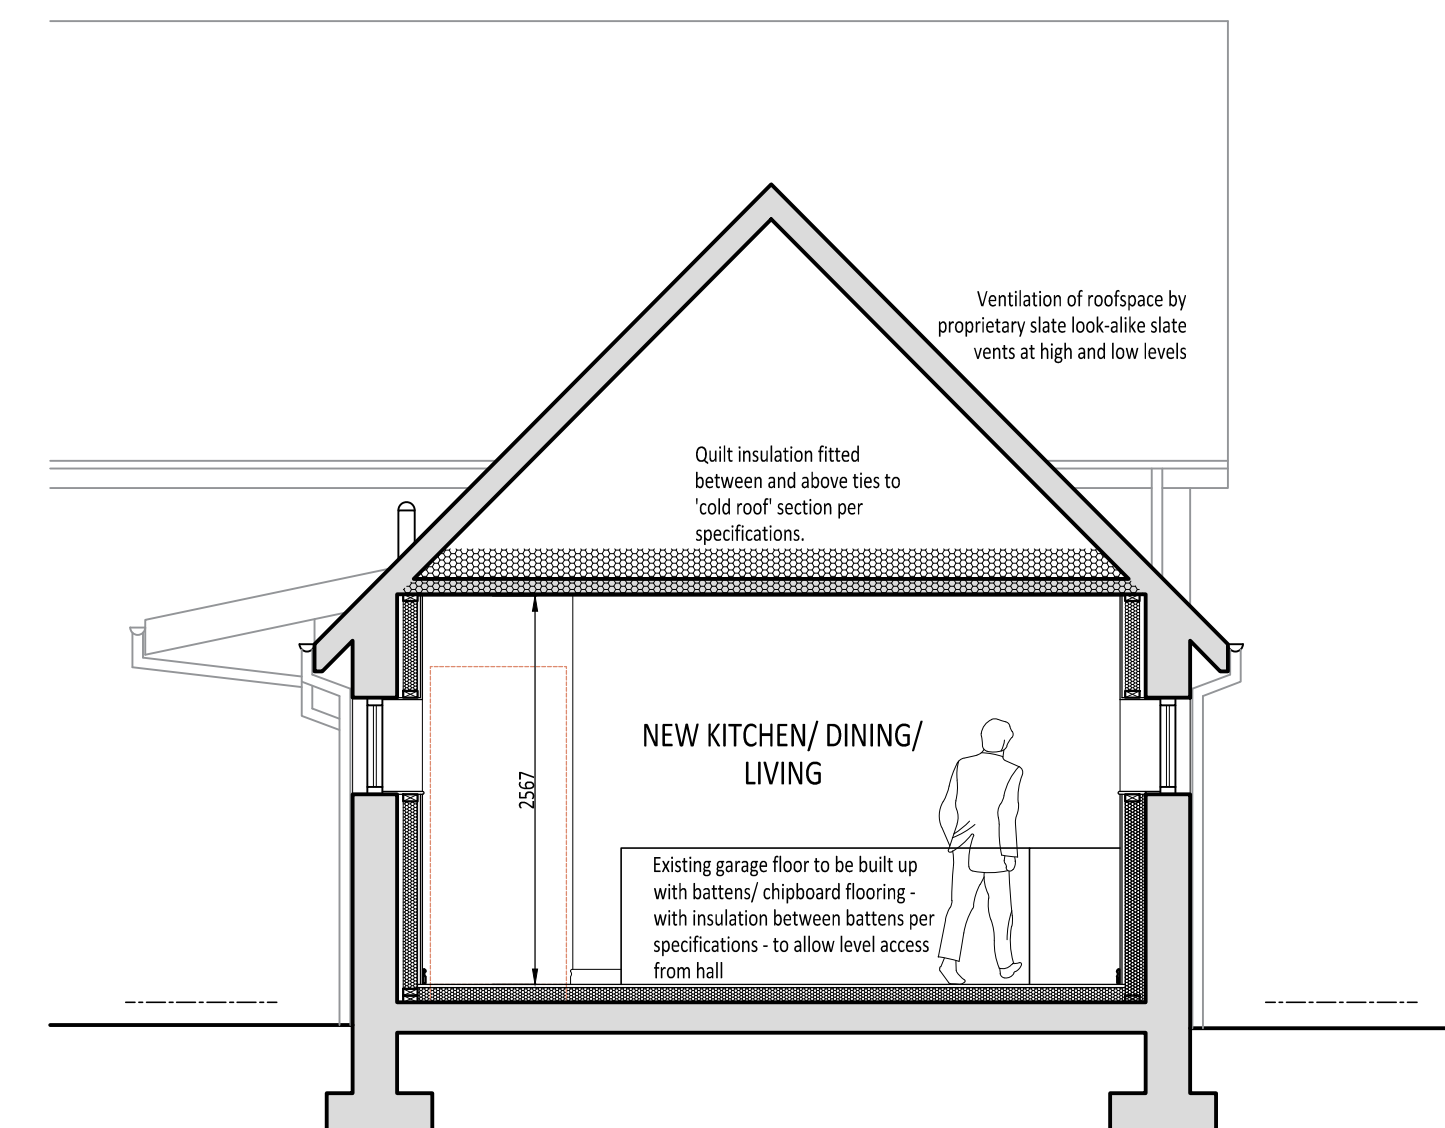 Ventilation of roofspace by
proprietary slate look-alike slate
vents at high and low levels
Quilt insulation fitted
between and above ties to
'cold roof' section per
specifications.
2567
NEW KITCHEN/ DINING/
LIVING
Existing garage floor to be built up
with battens/ chipboard flooring -
with insulation between battens per
specifications - to allow level access
from hall